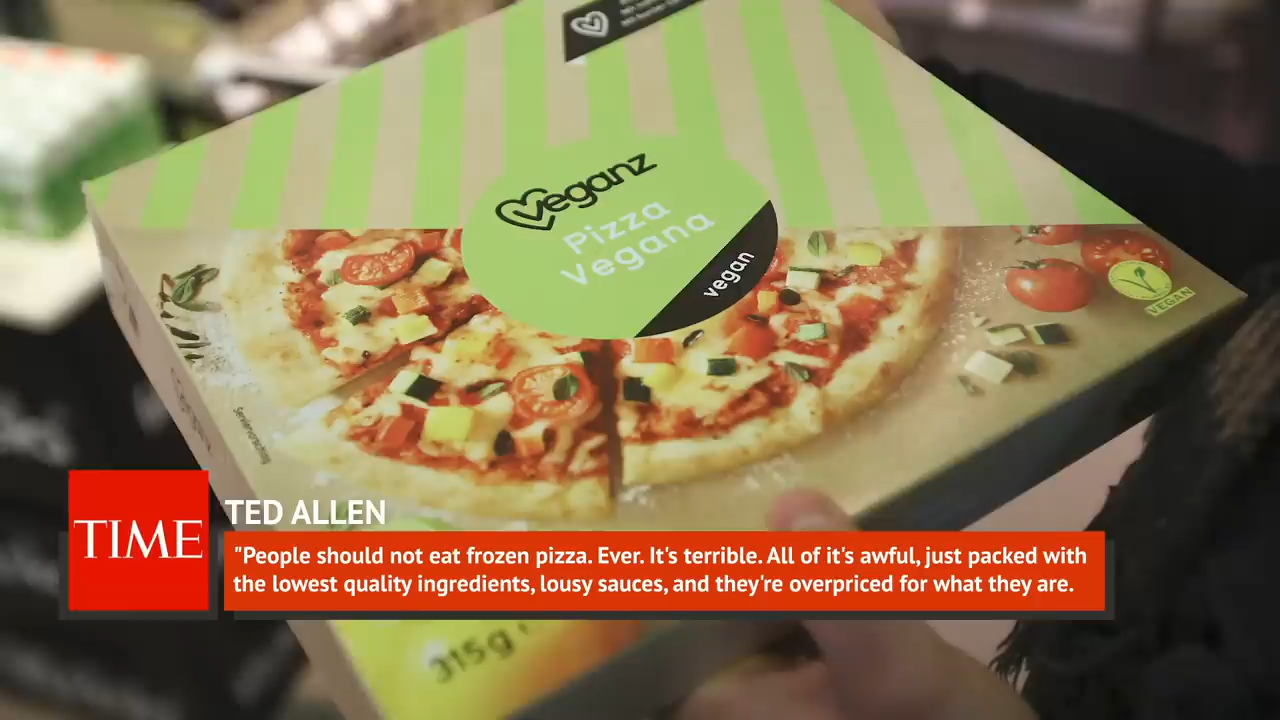 veganz
Pizza
Vegana
vegan
VEGAN
Serviervorschlag
TIME
TED ALLEN
"People should not eat frozen pizza. Ever. It's terrible. All of it's awful, just packed with
the lowest quality ingredients, lousy sauces, and they're overpriced for what they are.
315g